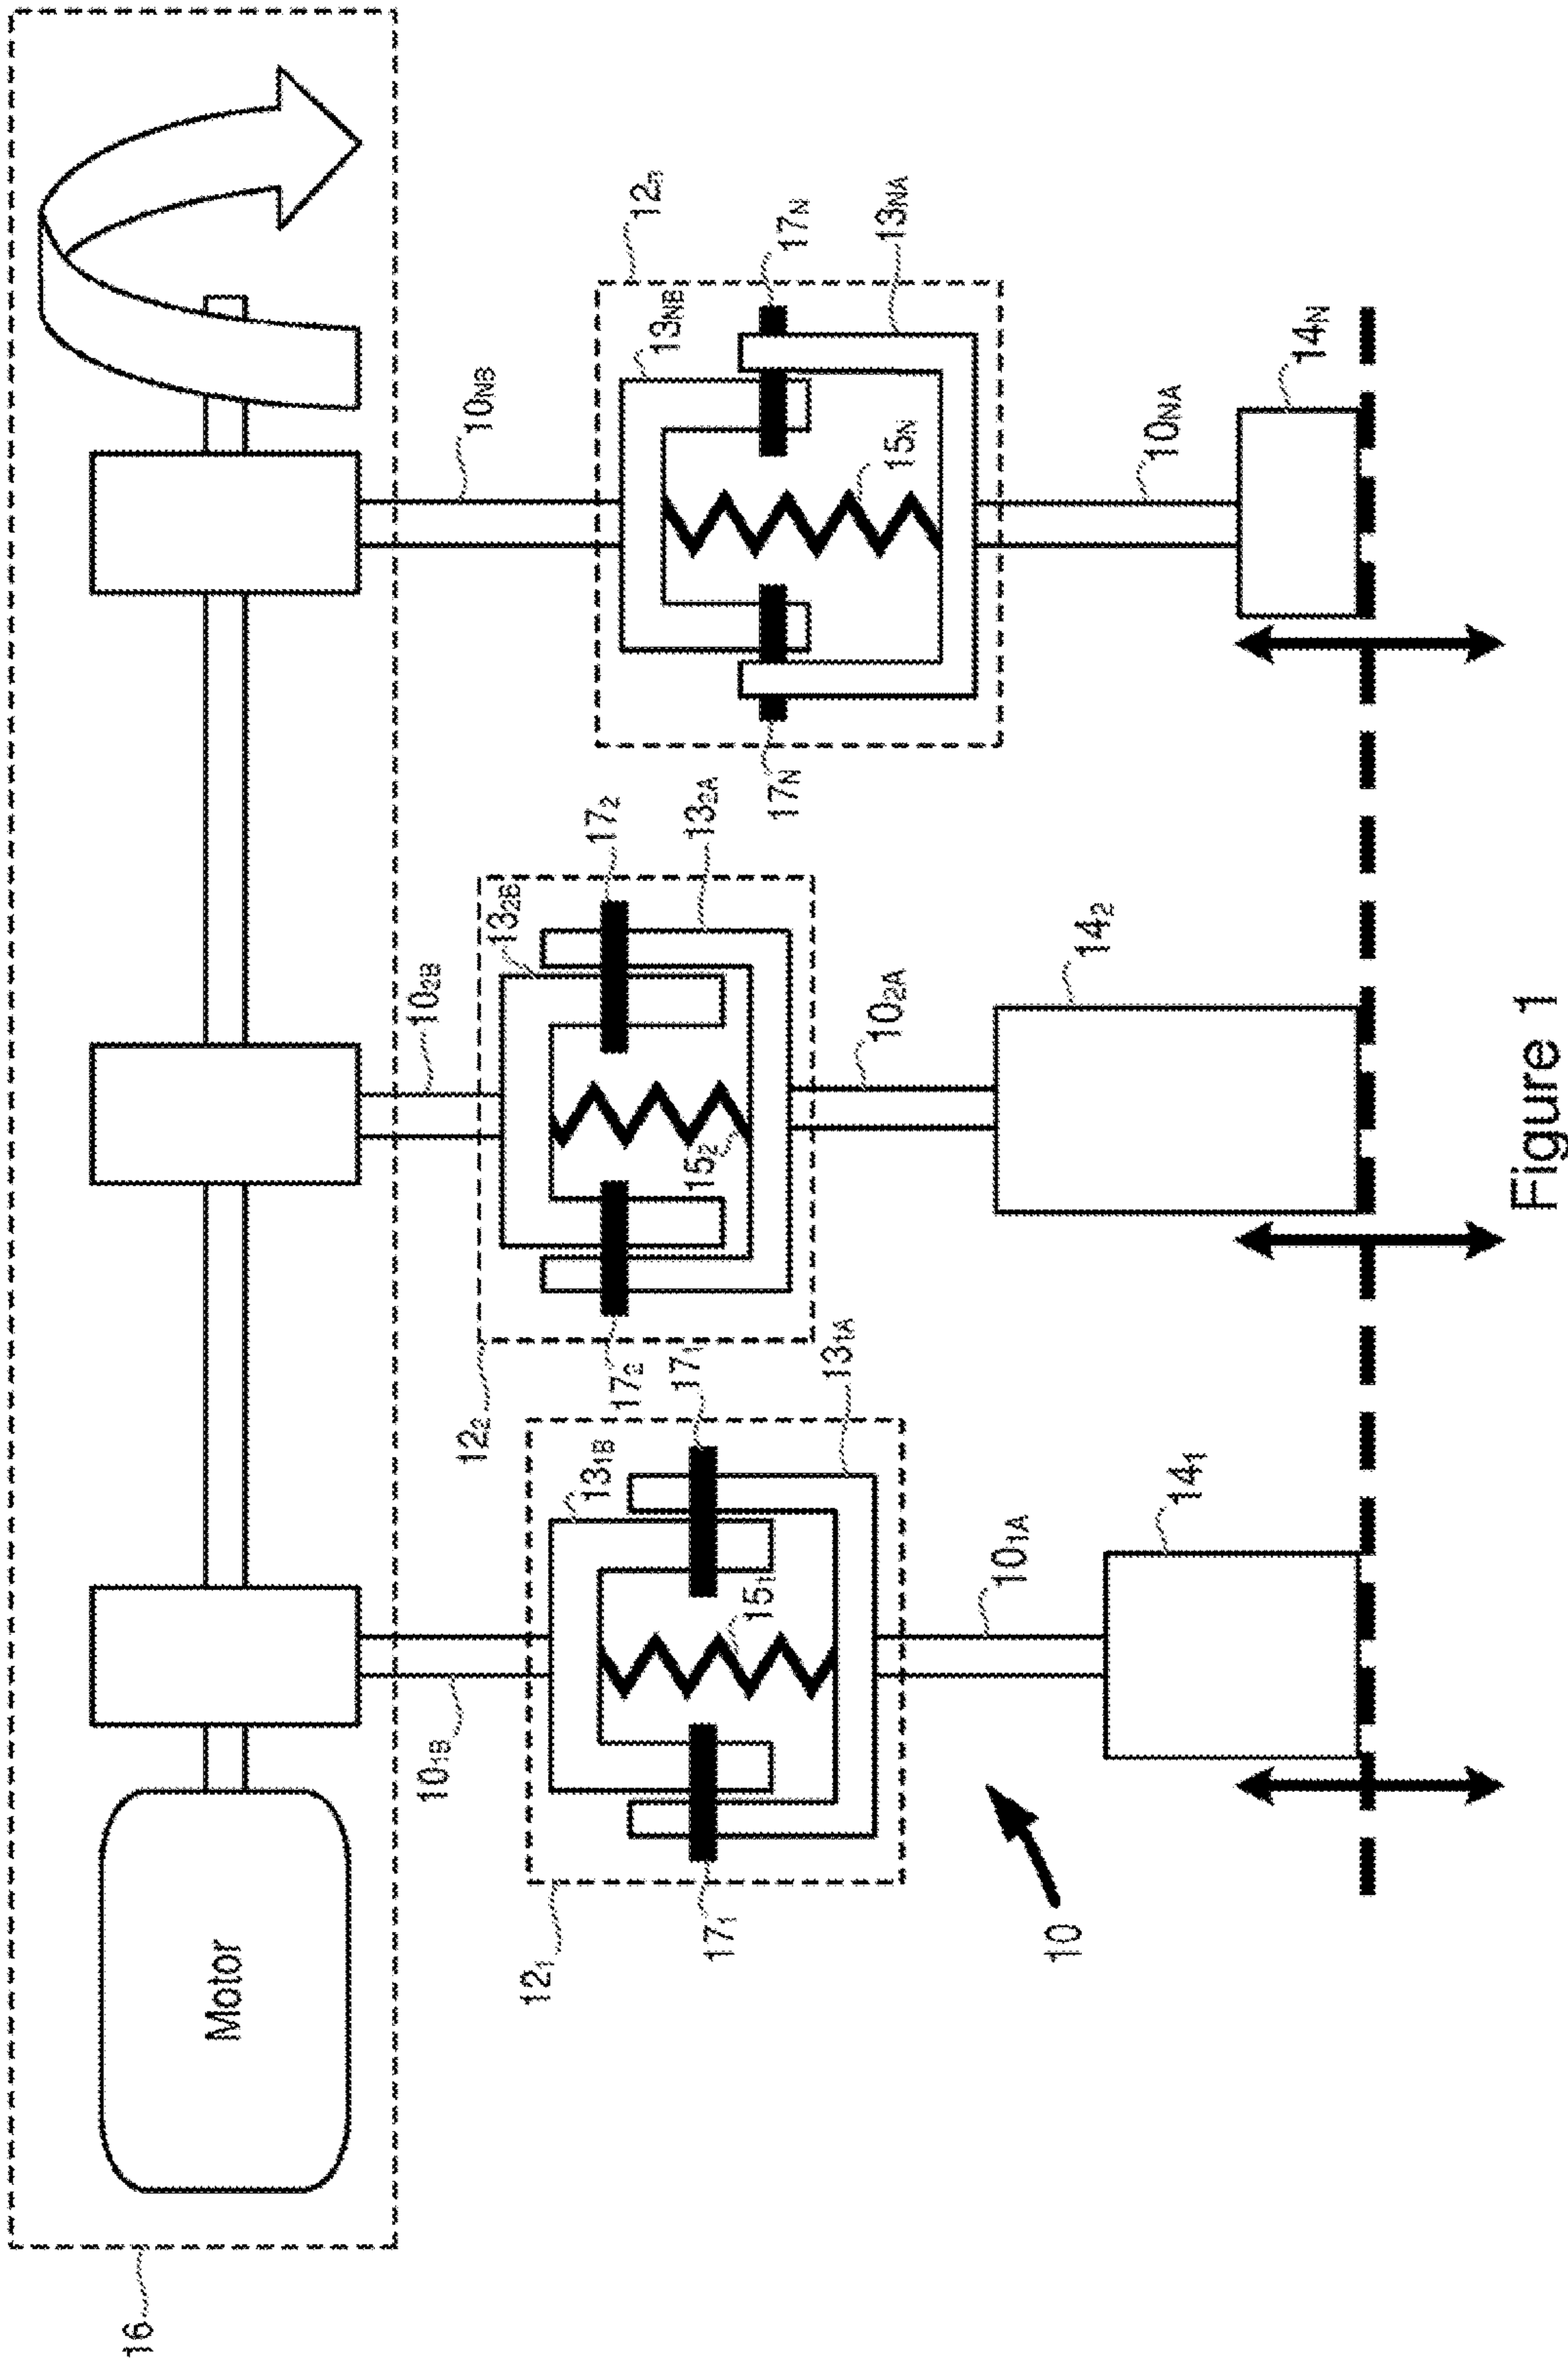 16
Motor
10₁B
10₂B
10NB
12₁
12₂
13₁B
13₂B
13NB
12
17₁
17₁
17₂
17₂
17N
17N
15₁
15₂
15N
13₁A
13₂A
13NA
10
10₁A
10₂A
10NA
14₁
14₂
14N
Figure 1